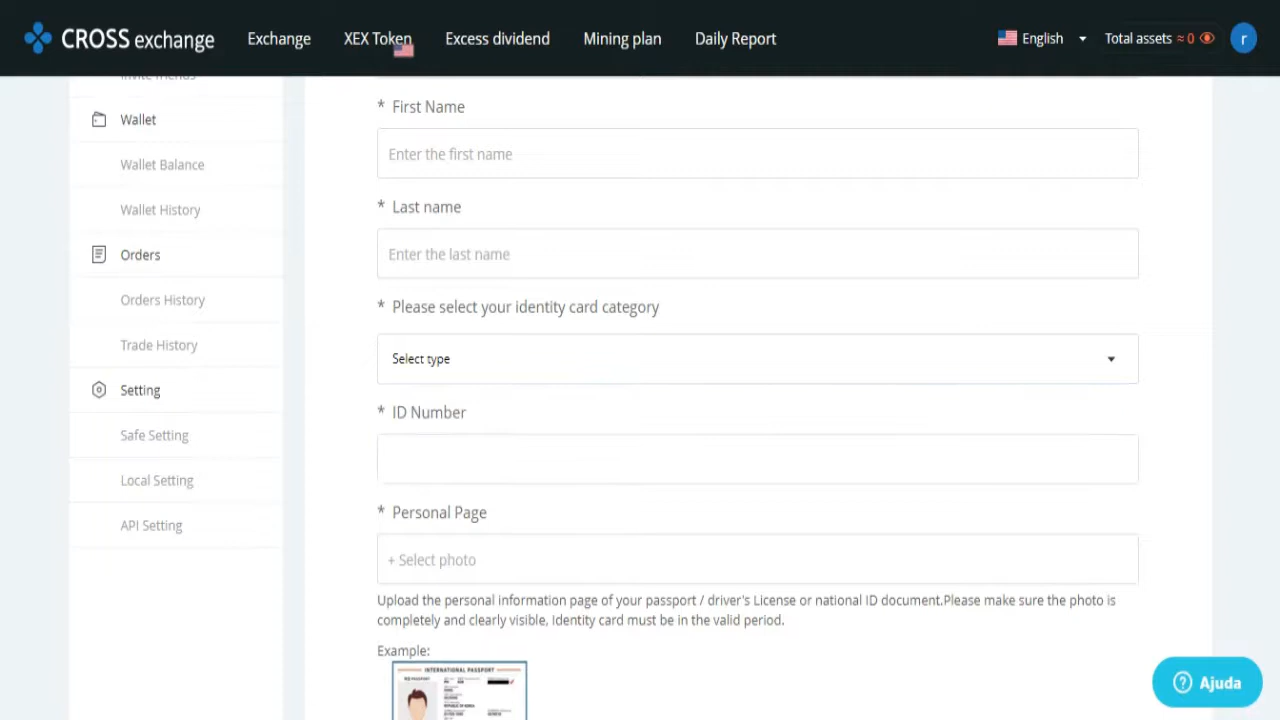 CROSS exchange Exchange XEX Token Excess dividend Mining plan Daily Report English Total assets ≈ 0 r
Invite friends
Wallet
Wallet Balance
Wallet History
Orders
Orders History
Trade History
Setting
Safe Setting
Local Setting
API Setting
* First Name
Enter the first name
* Last name
Enter the last name
* Please select your identity card category
Select type
* ID Number
* Personal Page
+ Select photo
Upload the personal information page of your passport / driver's License or national ID document.Please make sure the photo is
completely and clearly visible, Identity card must be in the valid period.
Example:
INTERNATIONAL PASSPORT
Ajuda